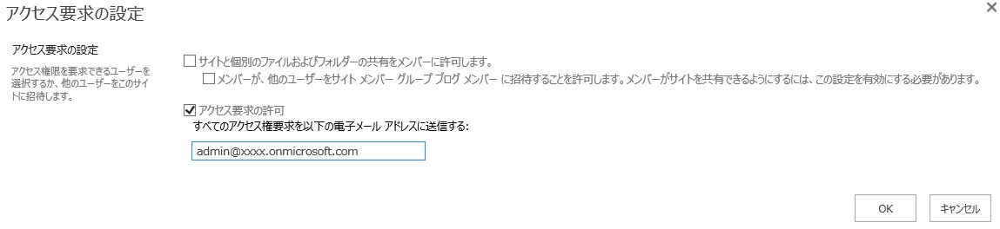 アクセス要求の設定
アクセス要求の設定
アクセス権限を要求できるユーザーを
選択するか、他のユーザーをこのサイ
トに招待します。
サイトと個別のファイルおよびフォルダーの共有をメンバーに許可します。
メンバーが、他のユーザーをサイト メンバー グループ ブログ メンバー に招待することを許可します。メンバーがサイトを共有できるようにするには、この設定を有効にする必要があります。
アクセス要求の許可
すべてのアクセス権要求を以下の電子メール アドレスに送信する:
admin@xxxx.onmicrosoft.com
OK
キャンセル